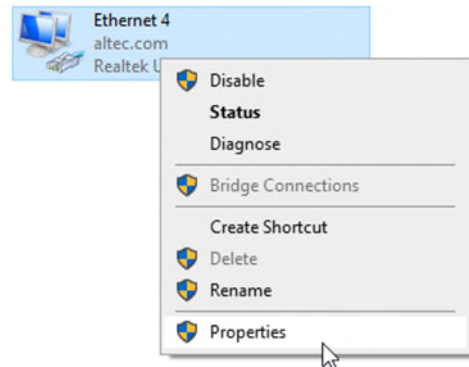 Ethernet 4
altec.com
Realtek
Disable
Status
Diagnose
Bridge Connections
Create Shortcut
Delete
Rename
Properties